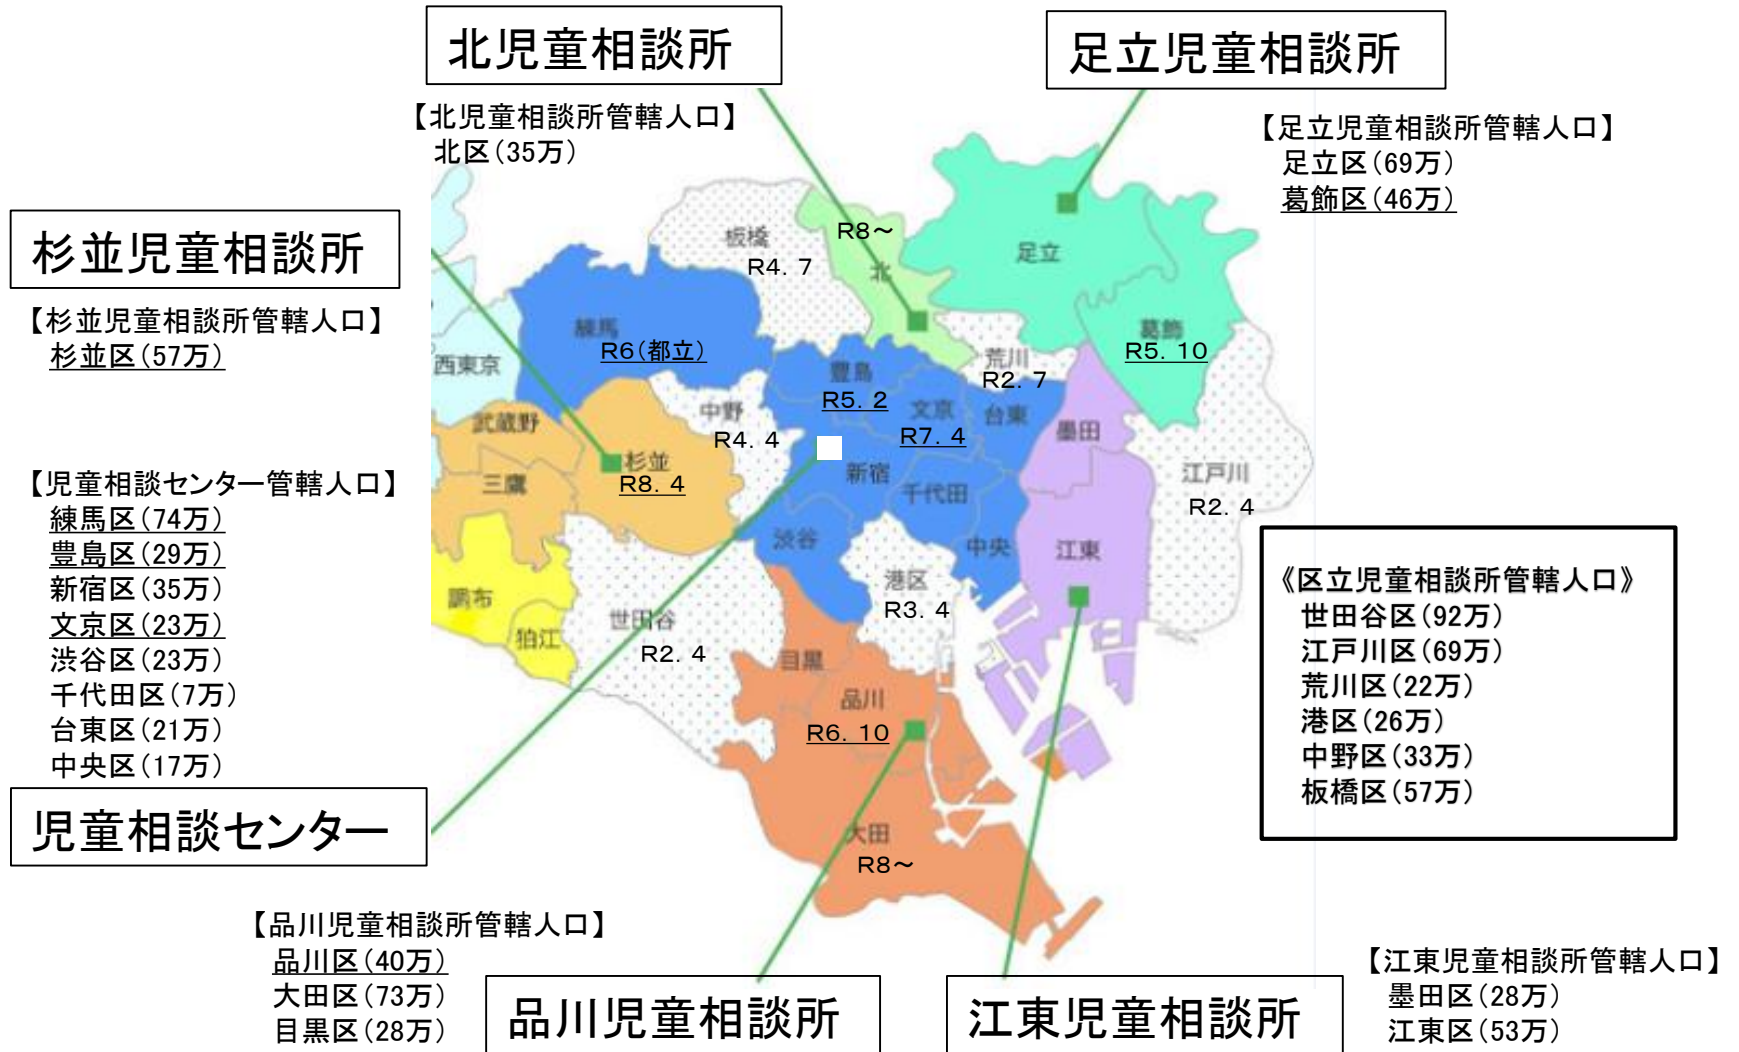 北児童相談所
足立児童相談所
【北児童相談所管轄人口】
北区(35万)
【足立児童相談所管轄人口】
足立区(69万)
葛飾区(46万)
杉並児童相談所
【杉並児童相談所管轄人口】
杉並区(57万)
【児童相談センター管轄人口】
練馬区(74万)
豊島区(29万)
新宿区(35万)
文京区(23万)
渋谷区(23万)
千代田区(7万)
台東区(21万)
中央区(17万)
児童相談センター
板橋
R4.7
R8～
北
足立
葛飾
R5.10
練馬
R6(都立)
西東京
豊島
R5.2
荒川
R2.7
文京
R7.4
台東
武蔵野
中野
R4.4
墨田
三鷹
杉並
R8.4
新宿
千代田
江戸川
R2.4
渋谷
中央
江東
港区
R3.4
調布
狛江
世田谷
R2.4
目黒
品川
R6.10
大田
R8～
《区立児童相談所管轄人口》
世田谷区(92万)
江戸川区(69万)
荒川区(22万)
港区(26万)
中野区(33万)
板橋区(57万)
【品川児童相談所管轄人口】
品川区(40万)
大田区(73万)
目黒区(28万)
品川児童相談所
江東児童相談所
【江東児童相談所管轄人口】
墨田区(28万)
江東区(53万)